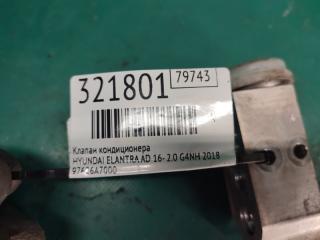 321801
79743
Клапан кондиционера
HYUNDAI ELANTRA AD 16- 2.0 G4NH 2018
97626A7000